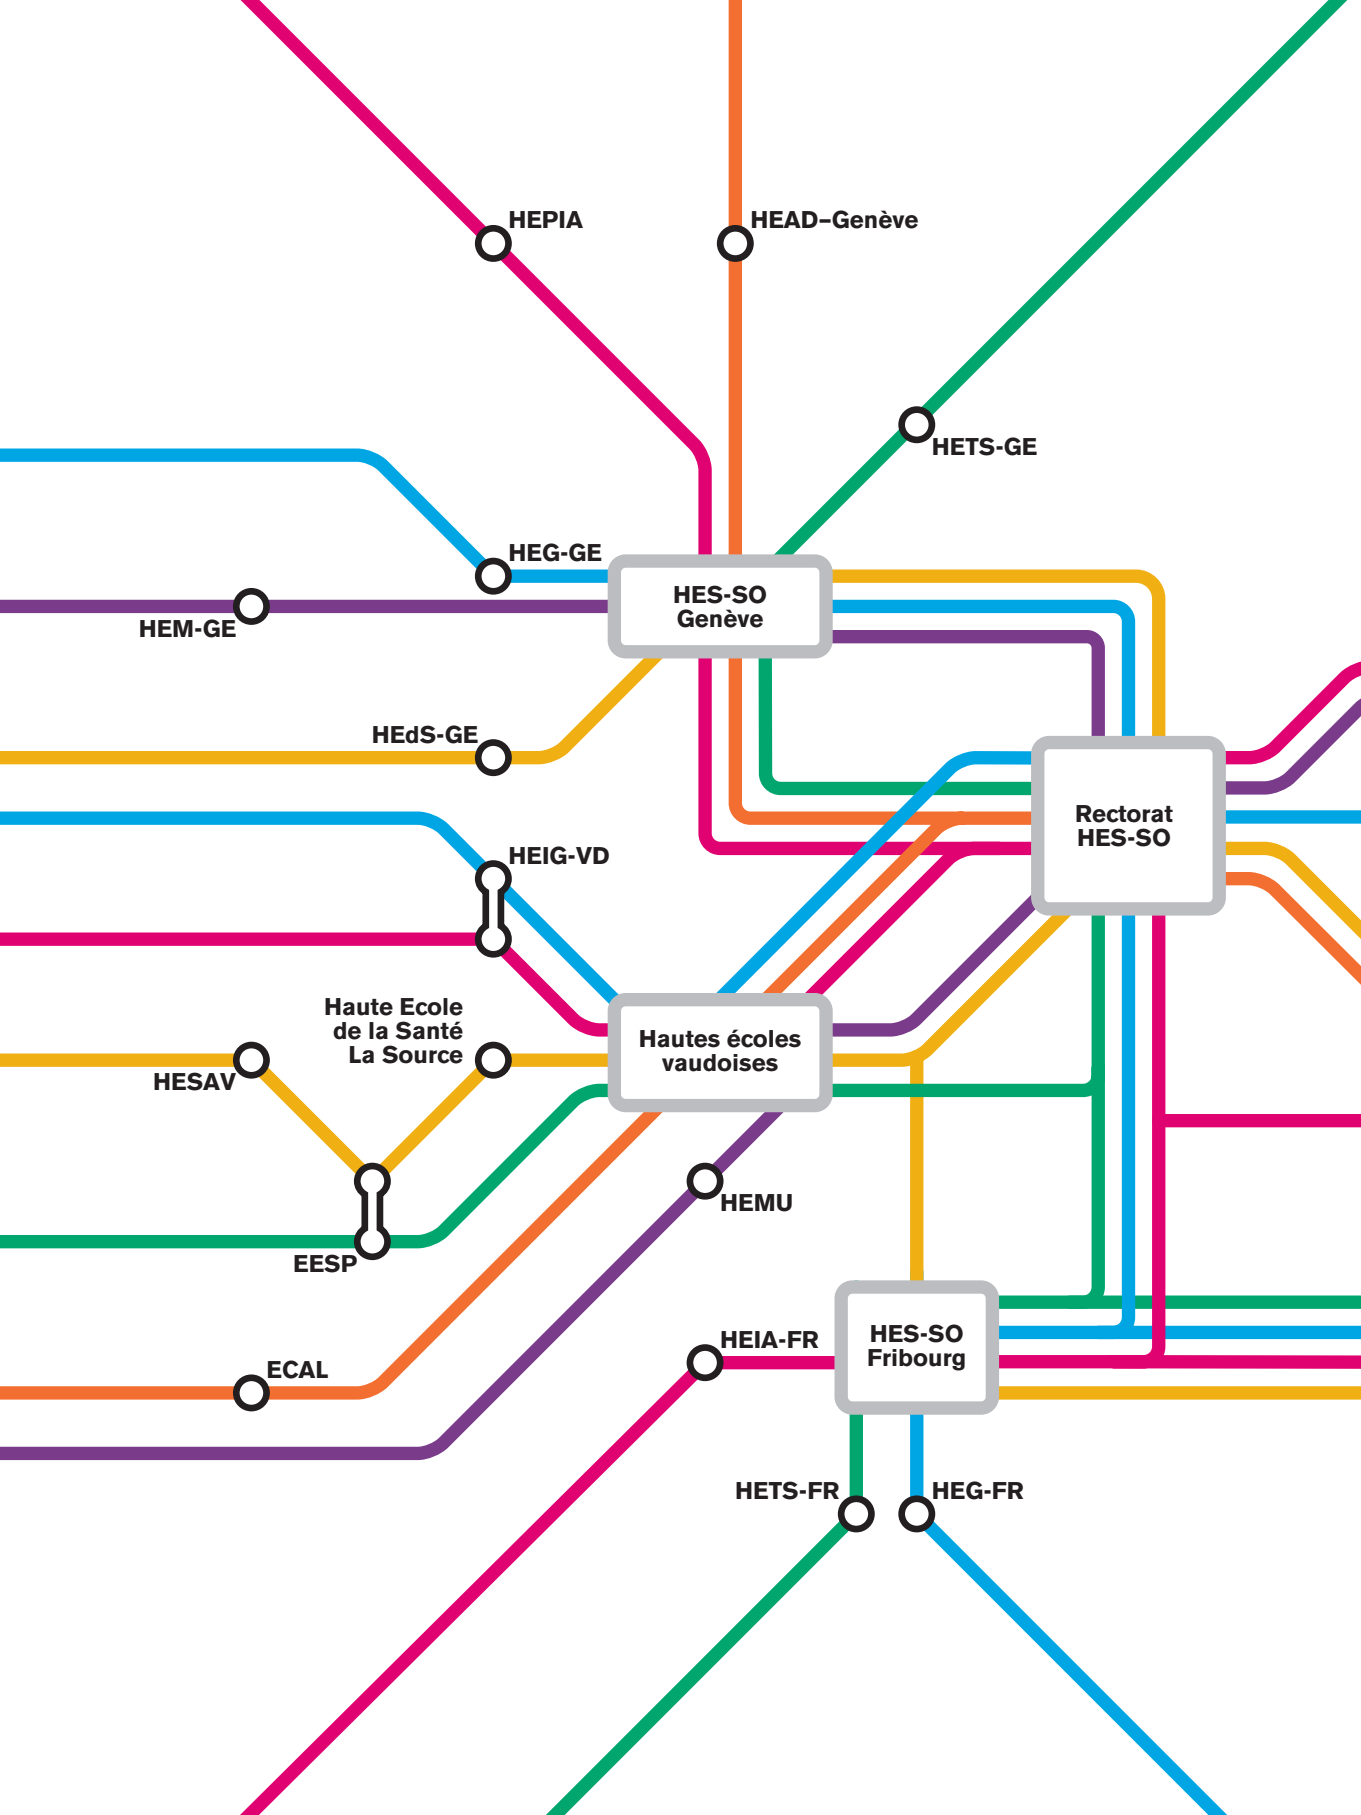 HEPIA
HEAD–Genève
HETS-GE
HEG-GE
HES-SO
Genève
HEM-GE
HEdS-GE
Rectorat
HES-SO
HEIG-VD
Haute Ecole
de la Santé
La Source
Hautes écoles
vaudoises
HESAV
HEMU
EESP
HEIA-FR
HES-SO
Fribourg
ECAL
HETS-FR
HEG-FR